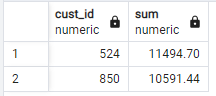 cust_id sum
numeric numeric
1 524 11494.70
2 850 10591.44